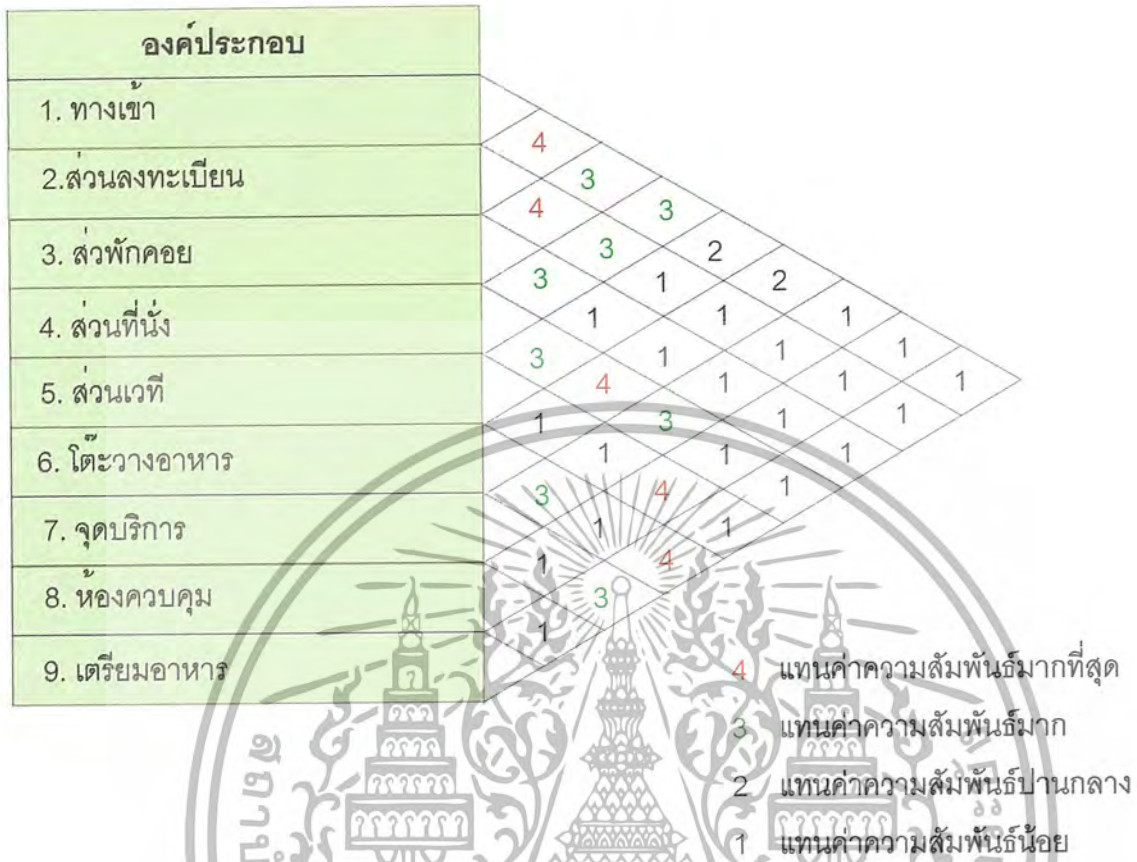 องค์ประกอบ
1. ทางเข้า
2.ส่วนลงทะเบียน
3. ส่วพักคอย
4. ส่วนที่นั่ง
5. ส่วนเวที
6. โต๊ะวางอาหาร
7. จุดบริการ
8. ห้องควบคุม
9. เตรียมอาหาร
4
3
4 3
3 2
3 1 2
1 1 1
3 1 1 1
4 1 1 1
1 3 1 1
1 1 1
3 4 1
1 1
1 4
3
1
4 แทนค่าความสัมพันธ์มากที่สุด
3 แทนค่าความสัมพันธ์มาก
2 แทนค่าความสัมพันธ์ปานกลาง
1 แทนค่าความสัมพันธ์น้อย